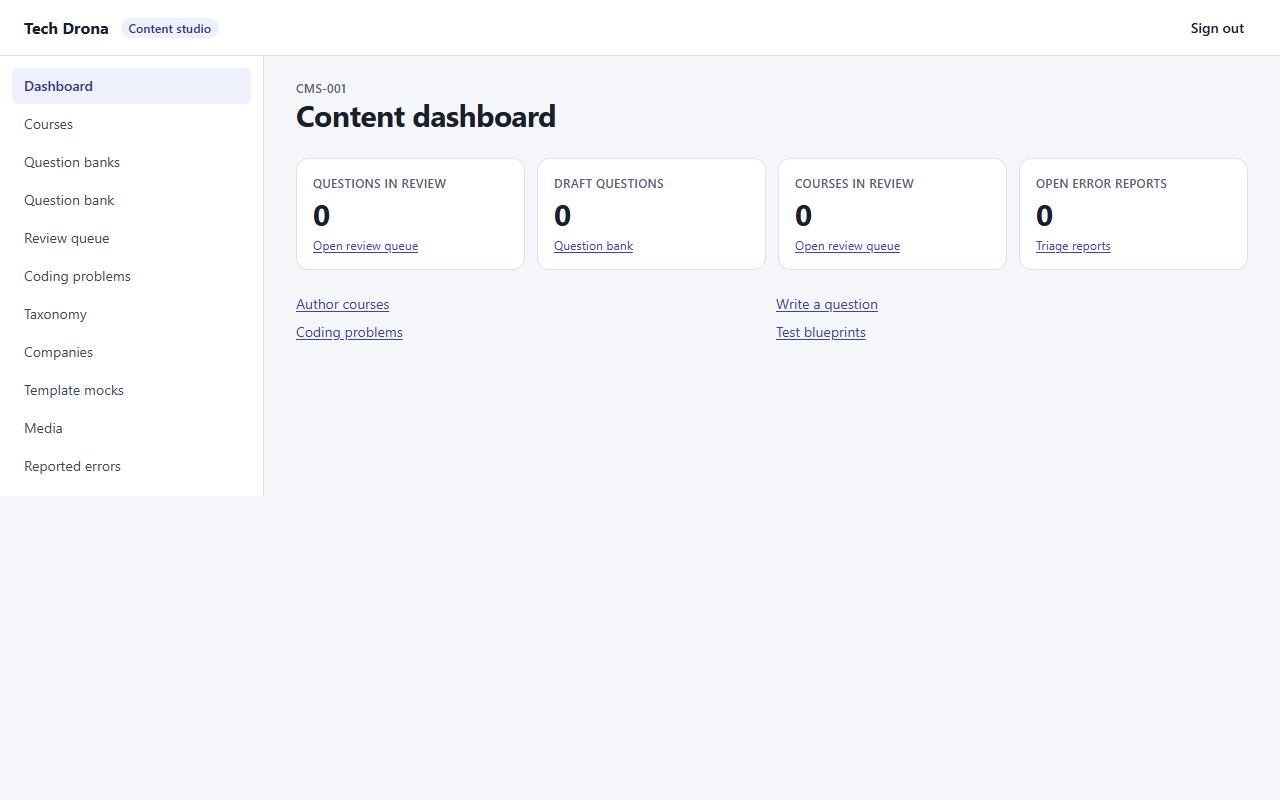 Tech Drona
Content studio
Sign out
Dashboard
Courses
Question banks
Question bank
Review queue
Coding problems
Taxonomy
Companies
Template mocks
Media
Reported errors
CMS-001
Content dashboard
QUESTIONS IN REVIEW
0
Open review queue
DRAFT QUESTIONS
0
Question bank
COURSES IN REVIEW
0
Open review queue
OPEN ERROR REPORTS
0
Triage reports
Author courses
Write a question
Coding problems
Test blueprints